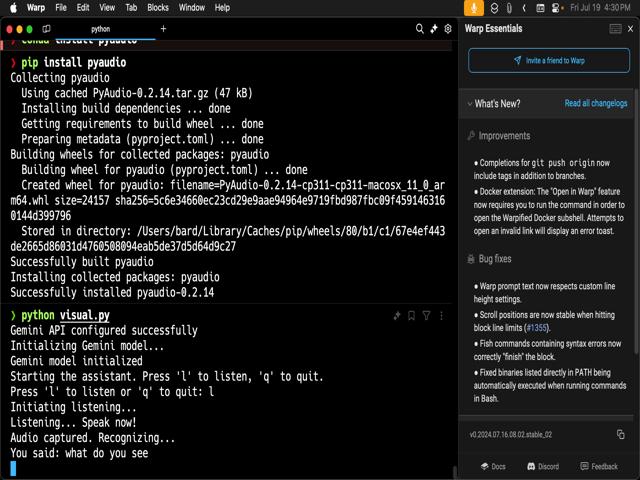 Warp File Edit View Tab Blocks Window Help
Fri Jul 19 4:30 PM
python
Warp Essentials
conda install pyaudio
❯ pip install pyaudio
Collecting pyaudio
Using cached PyAudio-0.2.14.tar.gz (47 kB)
Installing build dependencies ... done
Getting requirements to build wheel ... done
Preparing metadata (pyproject.toml) ... done
Building wheels for collected packages: pyaudio
Building wheel for pyaudio (pyproject.toml) ... done
Created wheel for pyaudio: filename=PyAudio-0.2.14-cp311-cp311-macosx_11_0_ar
m64.whl size=24157 sha256=5c6e34660ec23cd29e9aae94964e9719fbd987fbc09f459146316
0144d399796
Stored in directory: /Users/bard/Library/Caches/pip/wheels/80/b1/c1/67e4ef443
de2665d86031d4760508094eab5de37d5d64d9c27
Successfully built pyaudio
Installing collected packages: pyaudio
Successfully installed pyaudio-0.2.14
❯ python visual.py
Gemini API configured successfully
Initializing Gemini model...
Gemini model initialized
Starting the assistant. Press 'l' to listen, 'q' to quit.
Press 'l' to listen or 'q' to quit: l
Initiating listening...
Listening... Speak now!
Audio captured. Recognizing...
You said: what do you see
Invite a friend to Warp
What's New?
Read all changelogs
Improvements
● Completions for git push origin now
include tags in addition to branches.
● Docker extension: The "Open in Warp" feature
now requires you to run the command in order to
open the Warpified Docker subshell. Attempts to
open an invalid link will display an error toast.
Bug fixes
● Warp prompt text now respects custom line
height settings.
● Scroll positions are now stable when hitting
block line limits (#1355).
● Fish commands containing syntax errors now
correctly "finish" the block.
● Fixed binaries listed directly in PATH being
automatically executed when running commands
in Bash.
v0.2024.07.16.08.02.stable_02
Docs
Discord
Feedback